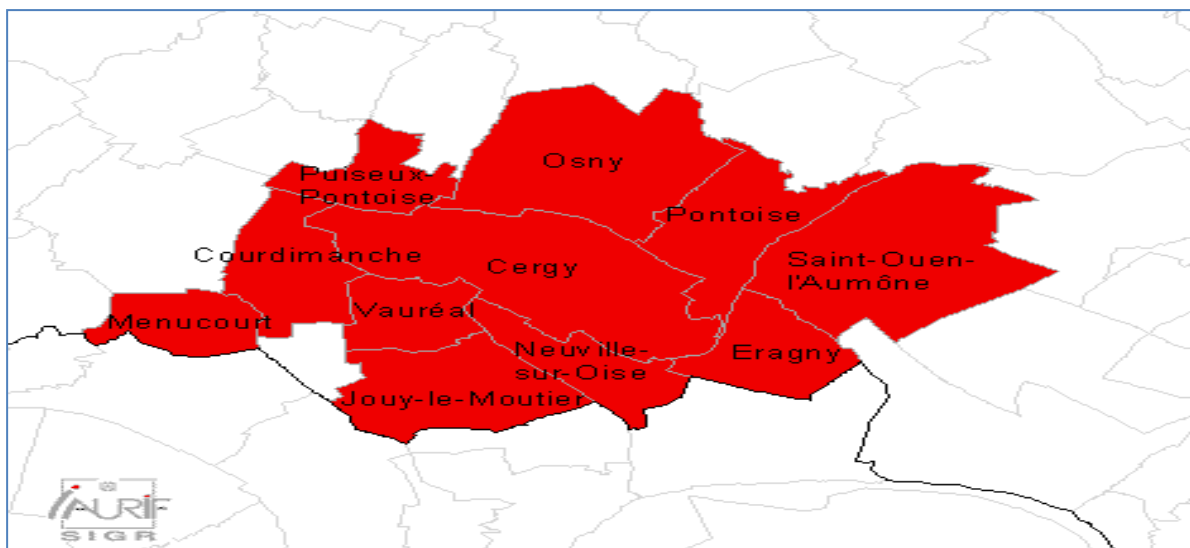 Osny
Puiseux-
Pontoise
Pontoise
Courdimanche
Cergy
Saint-Ouen-
l'Aumône
Menucourt
Vauréal
Neuville-
sur-Oise
Eragny
Jouy-le-Moutier
IAURIF
SIGR